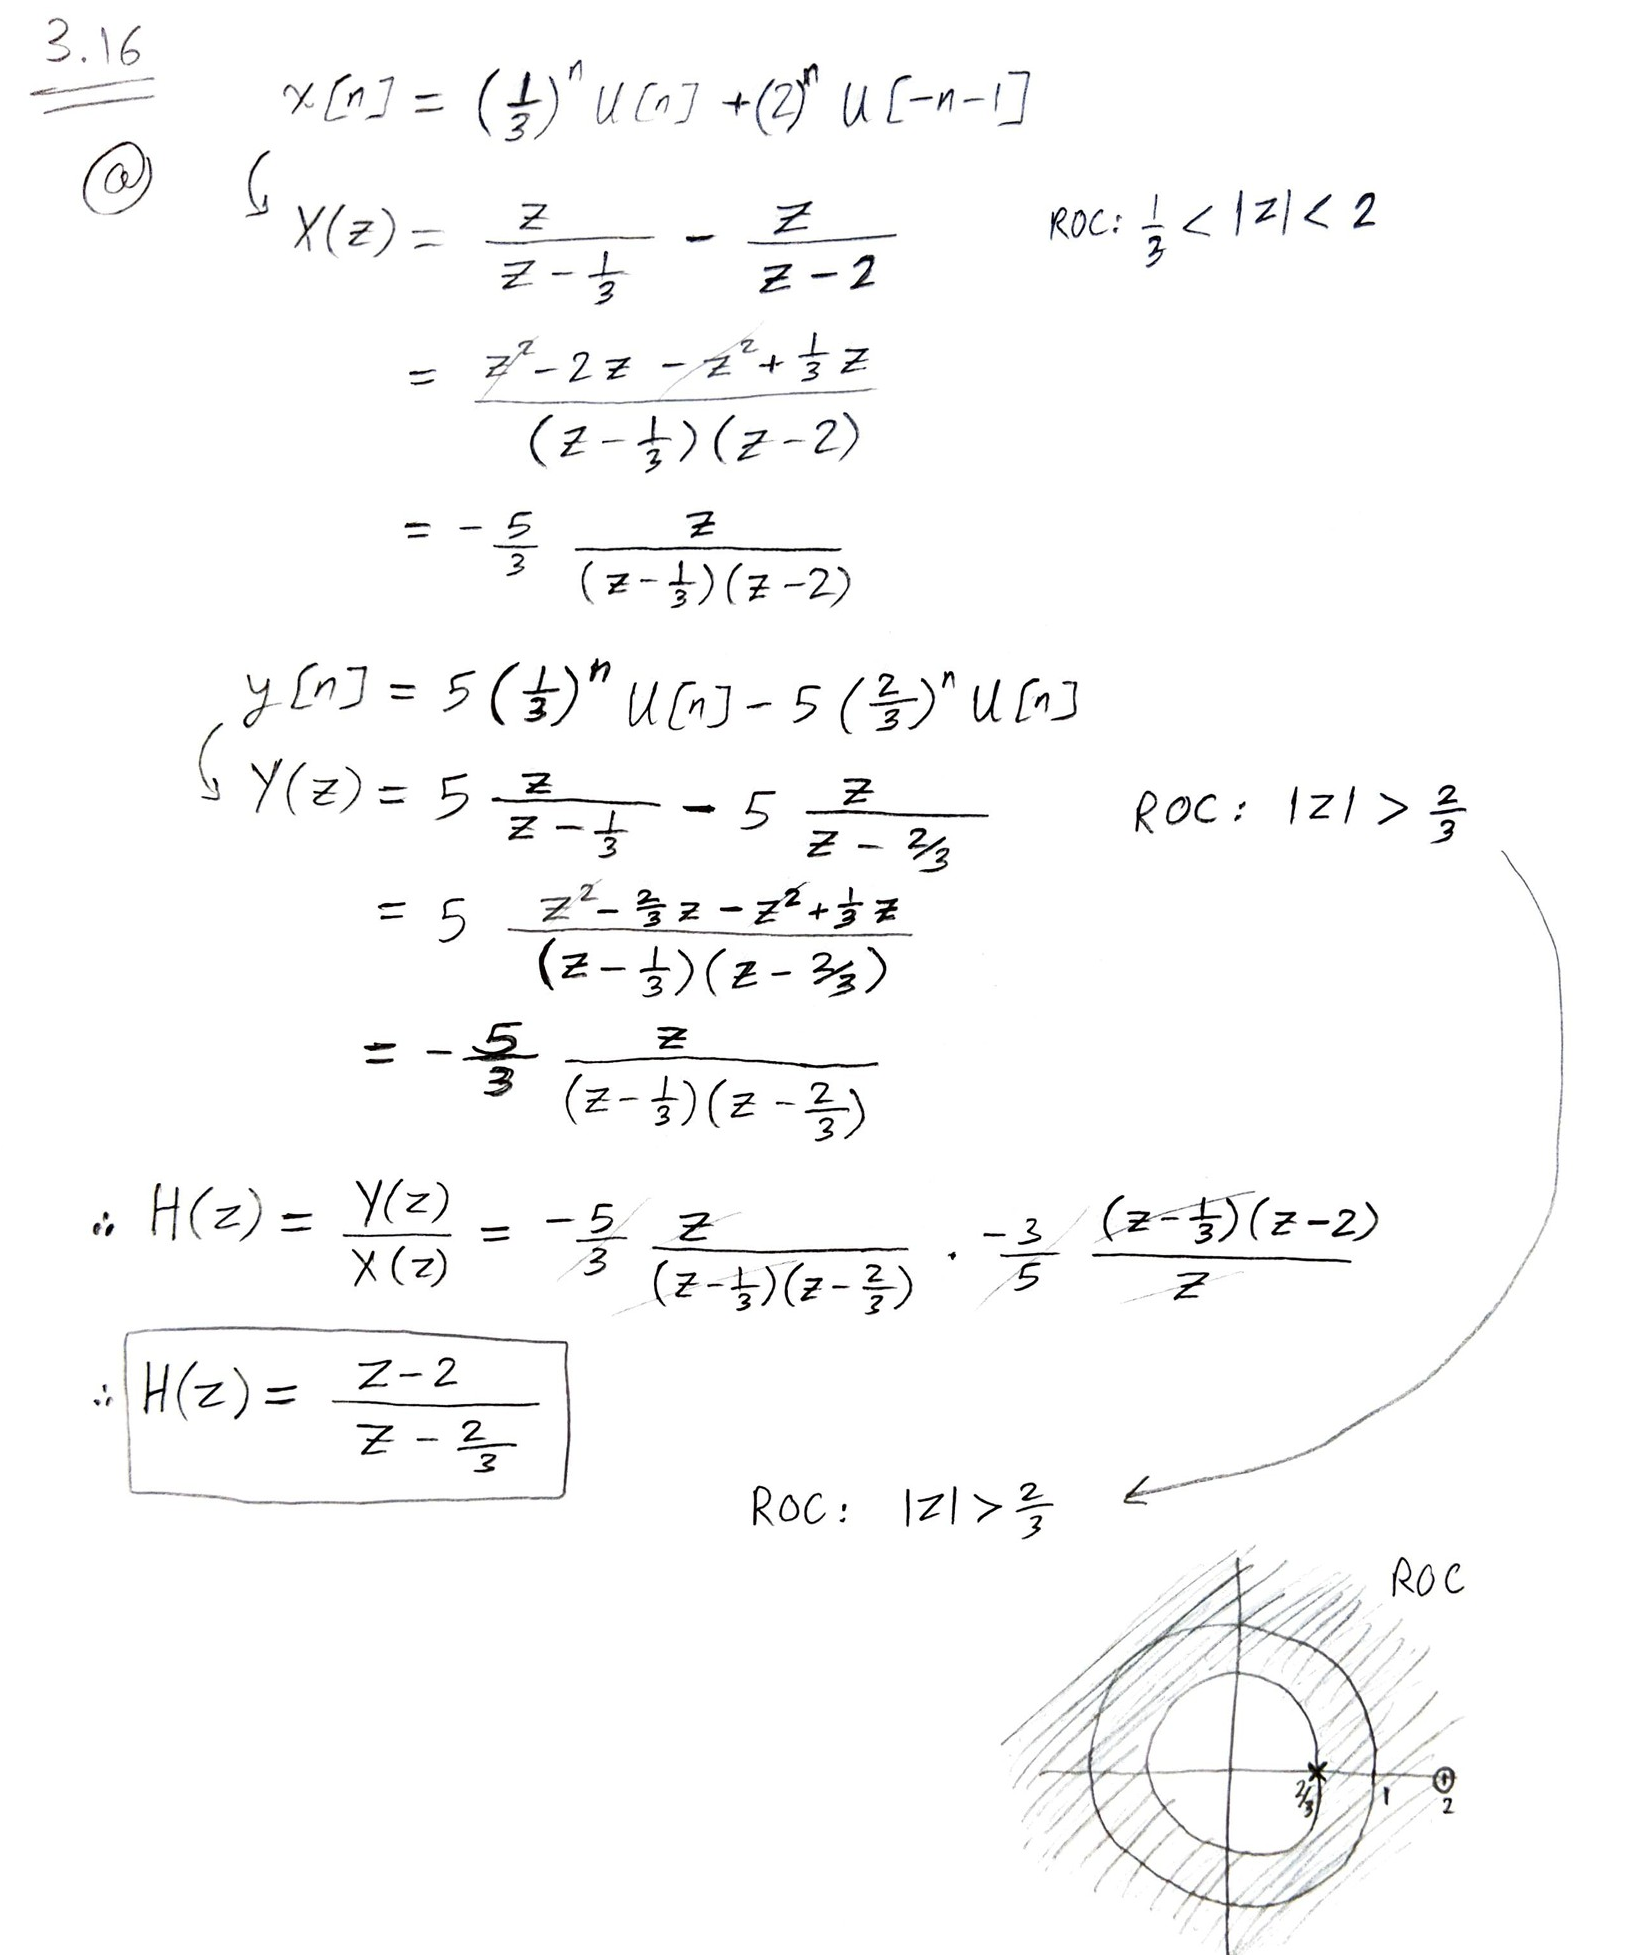 3.16
x[n] = (1/3)^n U[n] + (2)^n U[-n-1]
(a)
X(z) = z/(z - 1/3) - z/(z - 2)    ROC: 1/3 < |z| < 2
= (z^2 - 2z - z^2 + 1/3 z)/((z - 1/3)(z - 2))
= - 5/3 z/((z - 1/3)(z - 2))
y[n] = 5(1/3)^n U[n] - 5(2/3)^n U[n]
Y(z) = 5 z/(z - 1/3) - 5 z/(z - 2/3)    ROC: |z| > 2/3
= 5 (z^2 - 2/3 z - z^2 + 1/3 z)/((z - 1/3)(z - 2/3))
= - 5/3 z/((z - 1/3)(z - 2/3))
∴ H(z) = Y(z)/X(z) = -5/3 z/((z - 1/3)(z - 2/3)) · -3/5 (z - 1/3)(z - 2)/z
∴ H(z) = (z - 2)/(z - 2/3)
ROC: |z| > 2/3
ROC
2/3 1 2